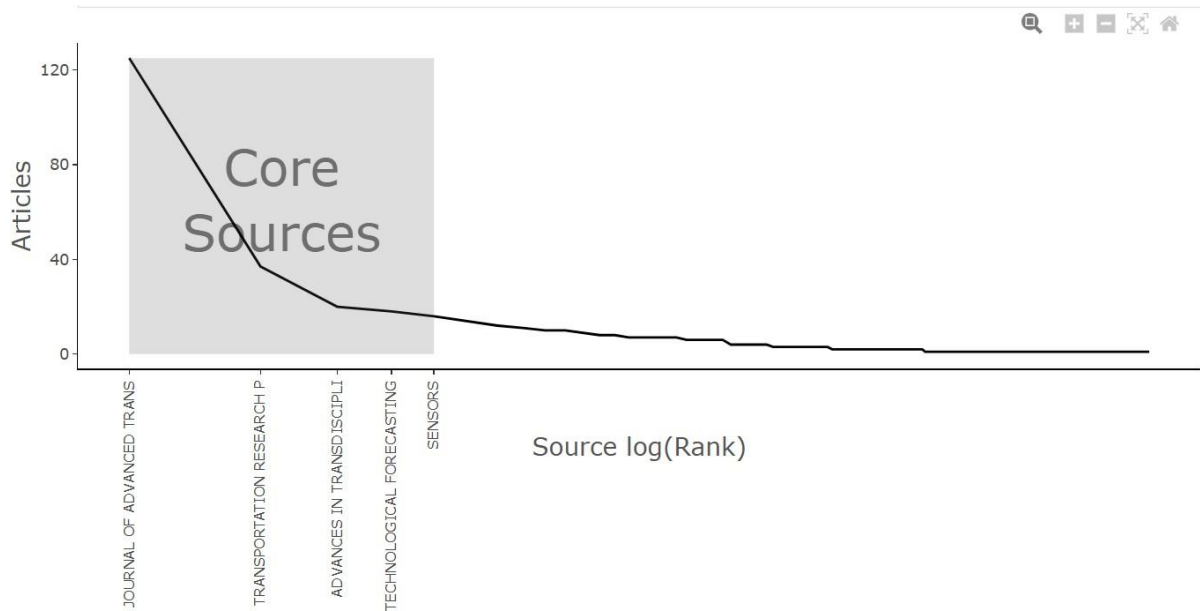 120
80
40
0
Articles
Core
Sources
JOURNAL OF ADVANCED TRANS
TRANSPORTATION RESEARCH P
ADVANCES IN TRANSDISCIPLI
TECHNOLOGICAL FORECASTING
SENSORS
Source log(Rank)